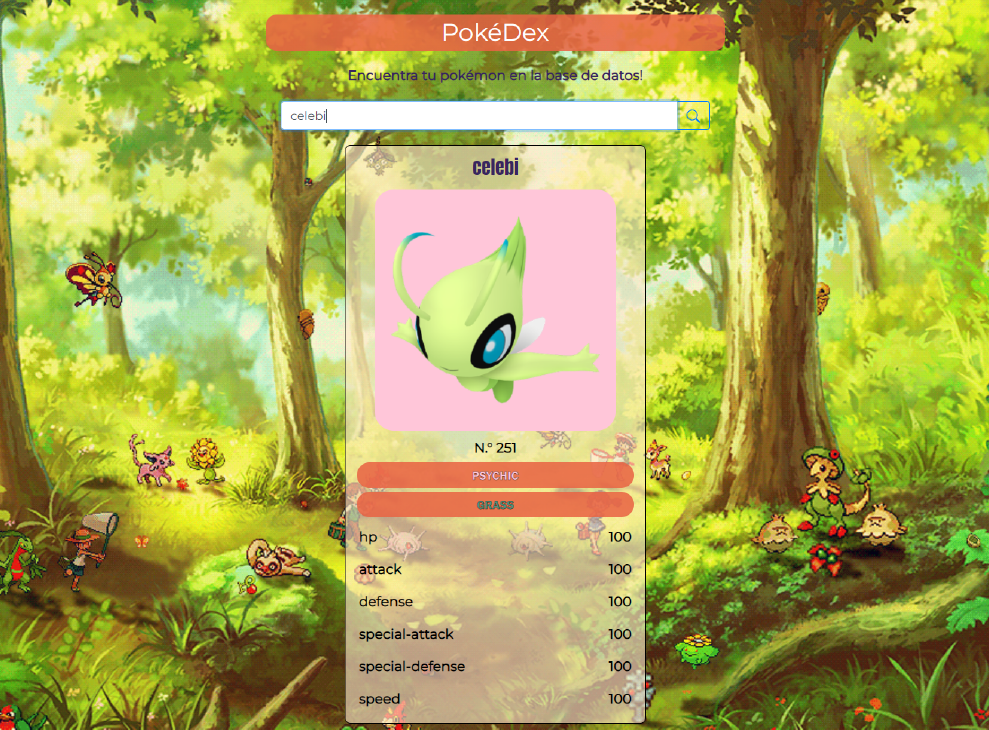 PokéDex
Encuentra tu pokémon en la base de datos!
celebi
celebi
N.° 251
PSYCHIC
GRASS
hp 100
attack 100
defense 100
special-attack 100
special-defense 100
speed 100